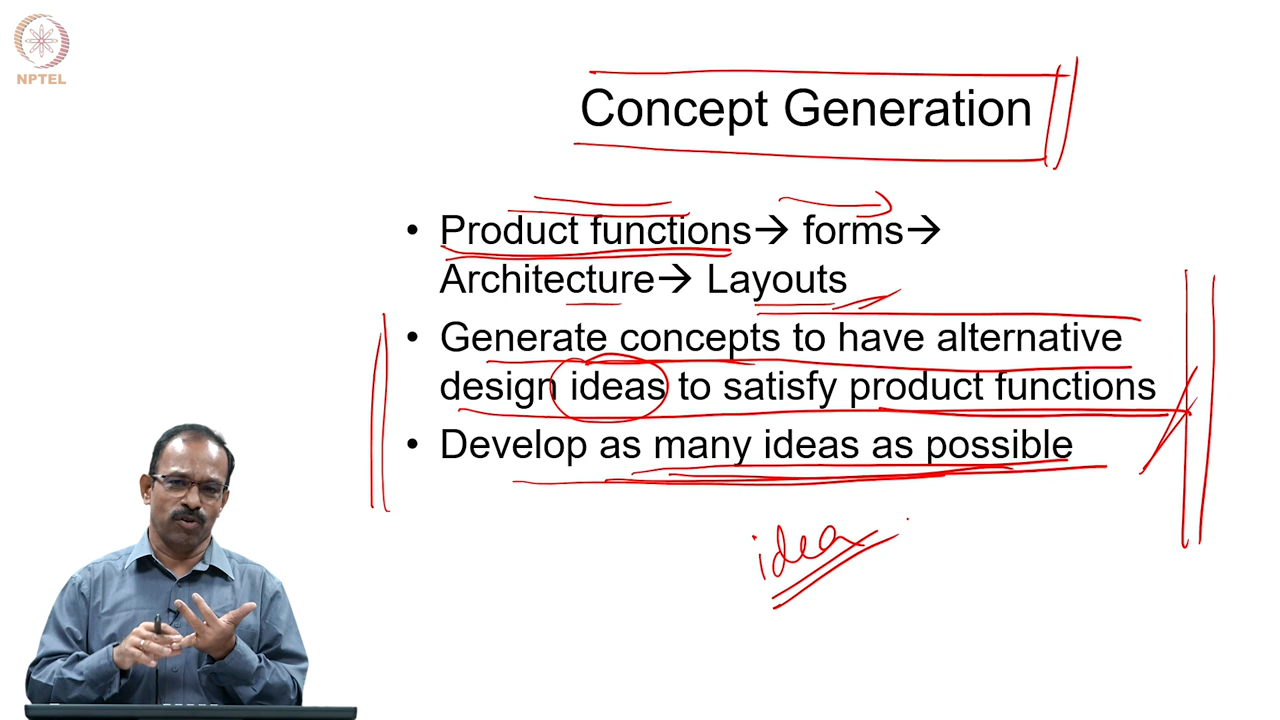 NPTEL
Concept Generation
• Product functions→ forms→
Architecture→ Layouts
• Generate concepts to have alternative
design ideas to satisfy product functions
• Develop as many ideas as possible
idea